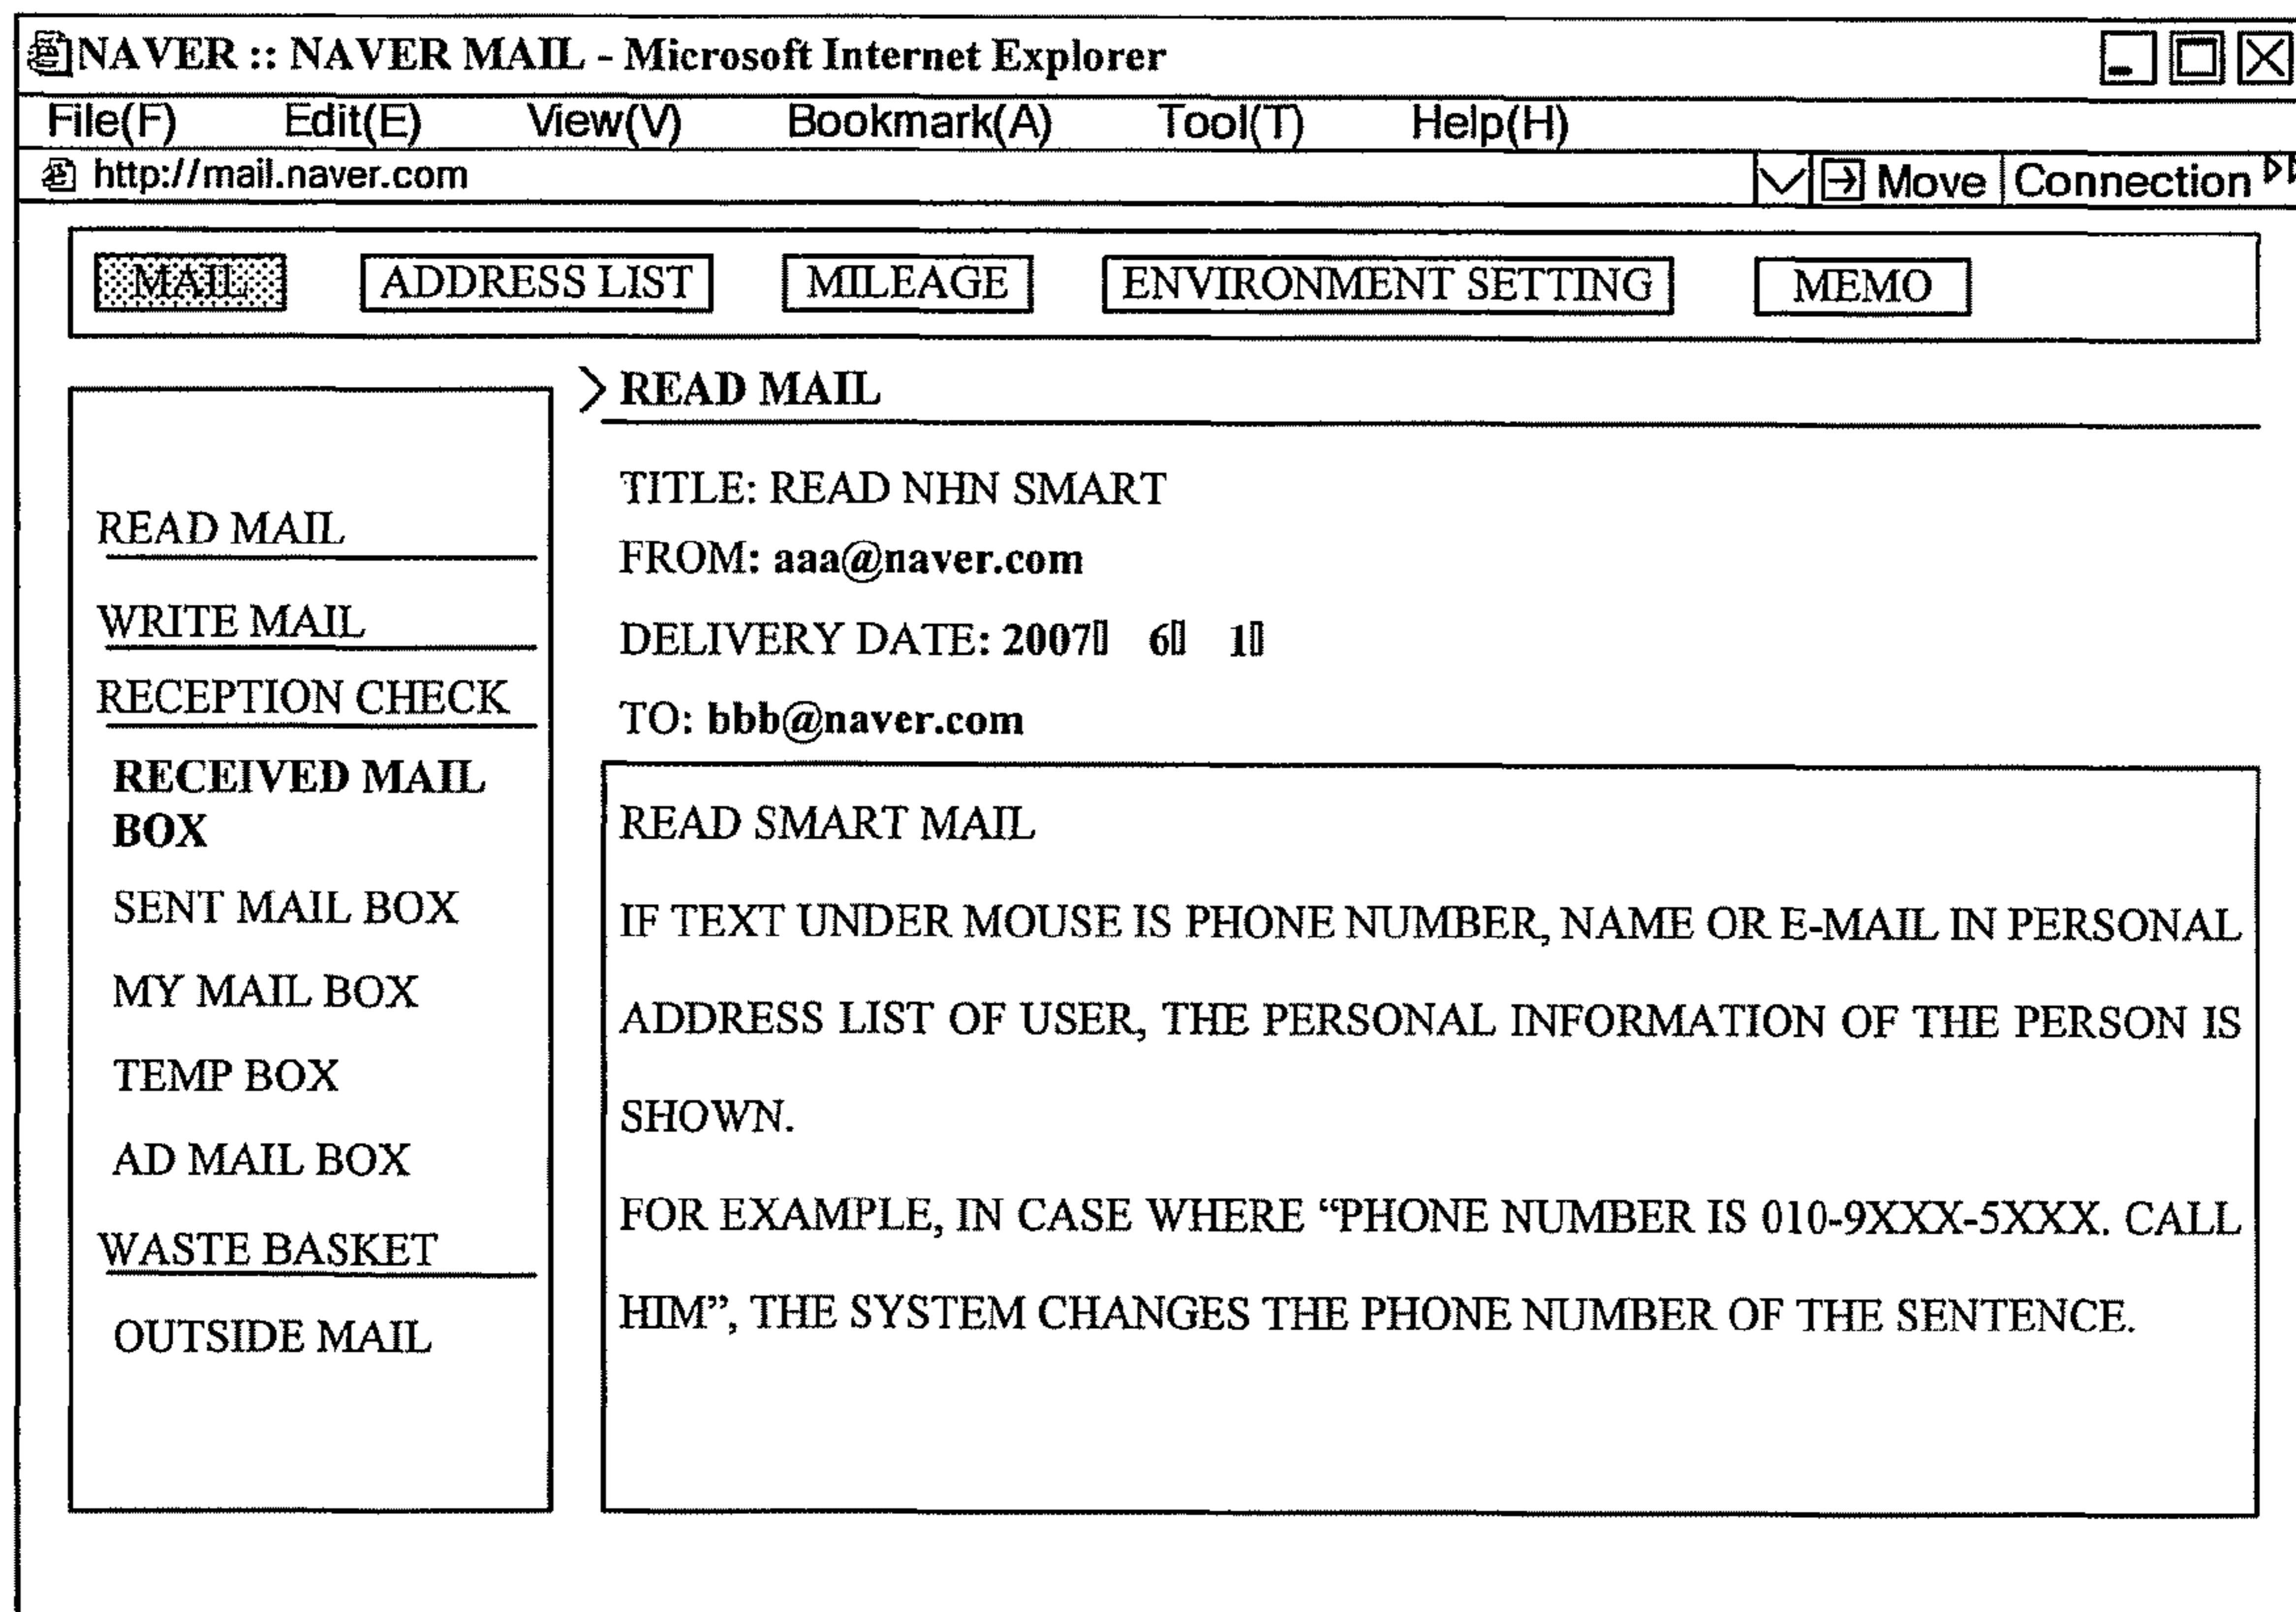 NAVER :: NAVER MAIL - Microsoft Internet Explorer
File(F) Edit(E) View(V) Bookmark(A) Tool(T) Help(H)
http://mail.naver.com Move Connection
MAIL ADDRESS LIST MILEAGE ENVIRONMENT SETTING MEMO
READ MAIL
WRITE MAIL
RECEPTION CHECK
RECEIVED MAIL
BOX
SENT MAIL BOX
MY MAIL BOX
TEMP BOX
AD MAIL BOX
WASTE BASKET
OUTSIDE MAIL
READ MAIL
TITLE: READ NHN SMART
FROM: aaa@naver.com
DELIVERY DATE: 2007▯ 6▯ 1▯
TO: bbb@naver.com
READ SMART MAIL
IF TEXT UNDER MOUSE IS PHONE NUMBER, NAME OR E-MAIL IN PERSONAL
ADDRESS LIST OF USER, THE PERSONAL INFORMATION OF THE PERSON IS
SHOWN.
FOR EXAMPLE, IN CASE WHERE “PHONE NUMBER IS 010-9XXX-5XXX. CALL
HIM”, THE SYSTEM CHANGES THE PHONE NUMBER OF THE SENTENCE.